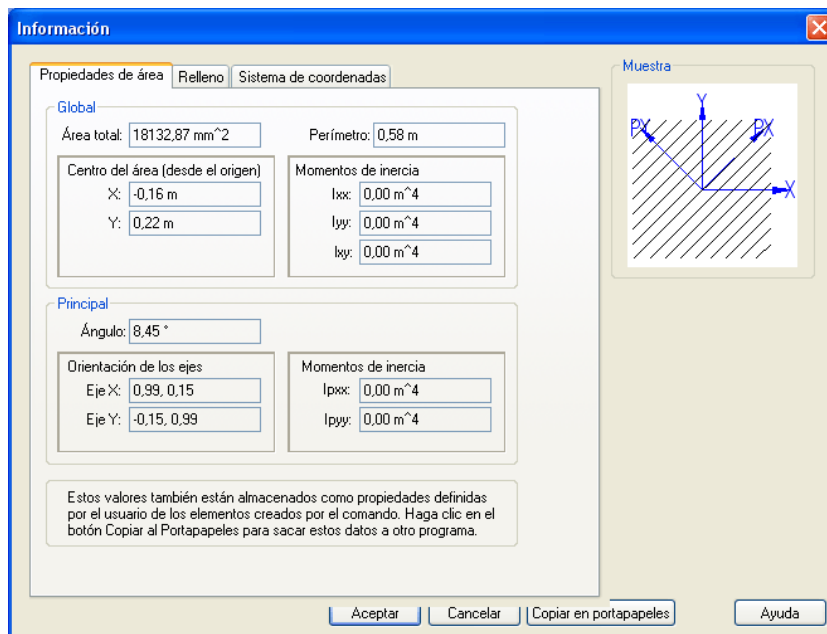 Información
Propiedades de área Relleno Sistema de coordenadas
Global
Área total: 18132,87 mm^2 Perímetro: 0,58 m
Centro del área (desde el origen)
X: -0,16 m
Y: 0,22 m
Momentos de inercia
Ixx: 0,00 m^4
Iyy: 0,00 m^4
Ixy: 0,00 m^4
Principal
Ángulo: 8,45 °
Orientación de los ejes
Eje X: 0,99, 0,15
Eje Y: -0,15, 0,99
Momentos de inercia
Ipxx: 0,00 m^4
Ipyy: 0,00 m^4
Estos valores también están almacenados como propiedades definidas
por el usuario de los elementos creados por el comando. Haga clic en el
botón Copiar al Portapapeles para sacar estos datos a otro programa.
Muestra
Y
PX PX
X
Aceptar Cancelar Copiar en portapapeles Ayuda